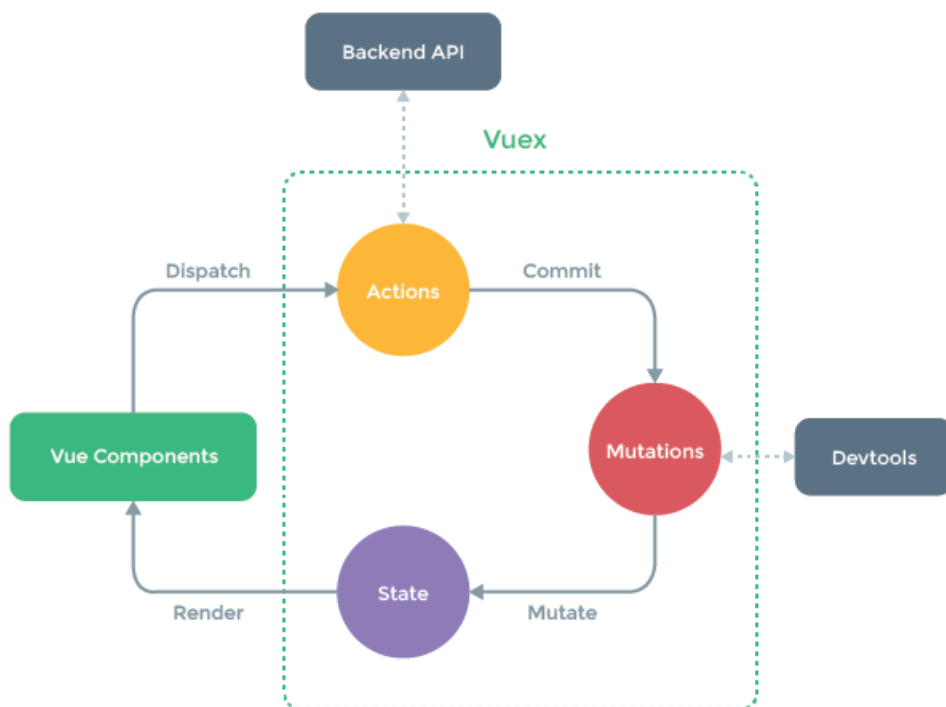 Backend API
Vuex
Dispatch
Actions
Commit
Vue Components
Mutations
Devtools
State
Render
Mutate